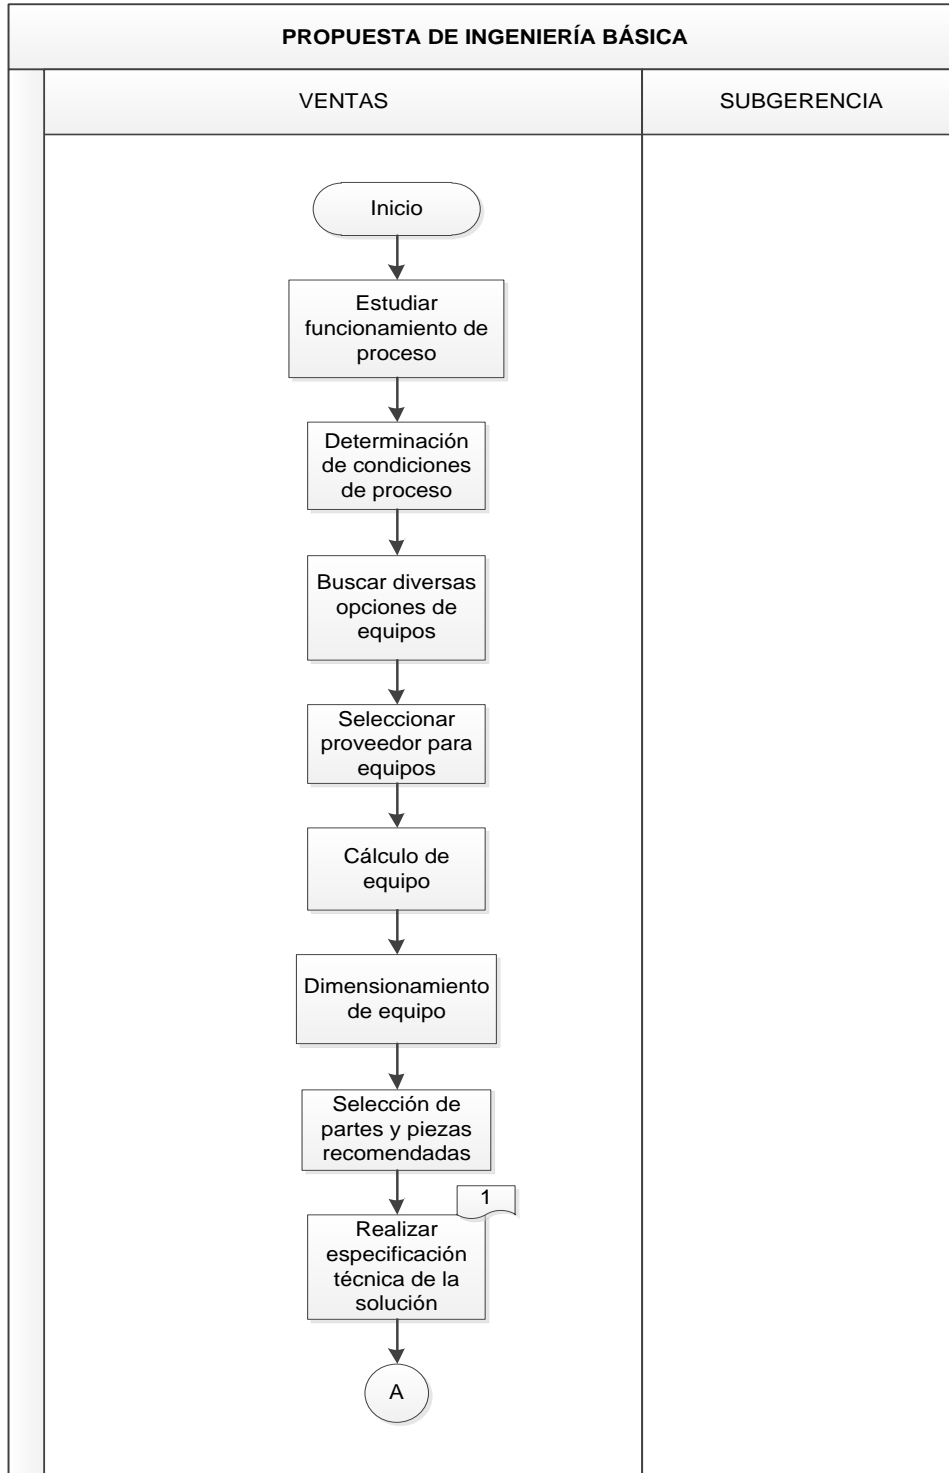 PROPUESTA DE INGENIERÍA BÁSICA
VENTAS
SUBGERENCIA
Inicio
Estudiar
funcionamiento de
proceso
Determinación
de condiciones
de proceso
Buscar diversas
opciones de
equipos
Seleccionar
proveedor para
equipos
Cálculo de
equipo
Dimensionamiento
de equipo
Selección de
partes y piezas
recomendadas
1
Realizar
especificación
técnica de la
solución
A